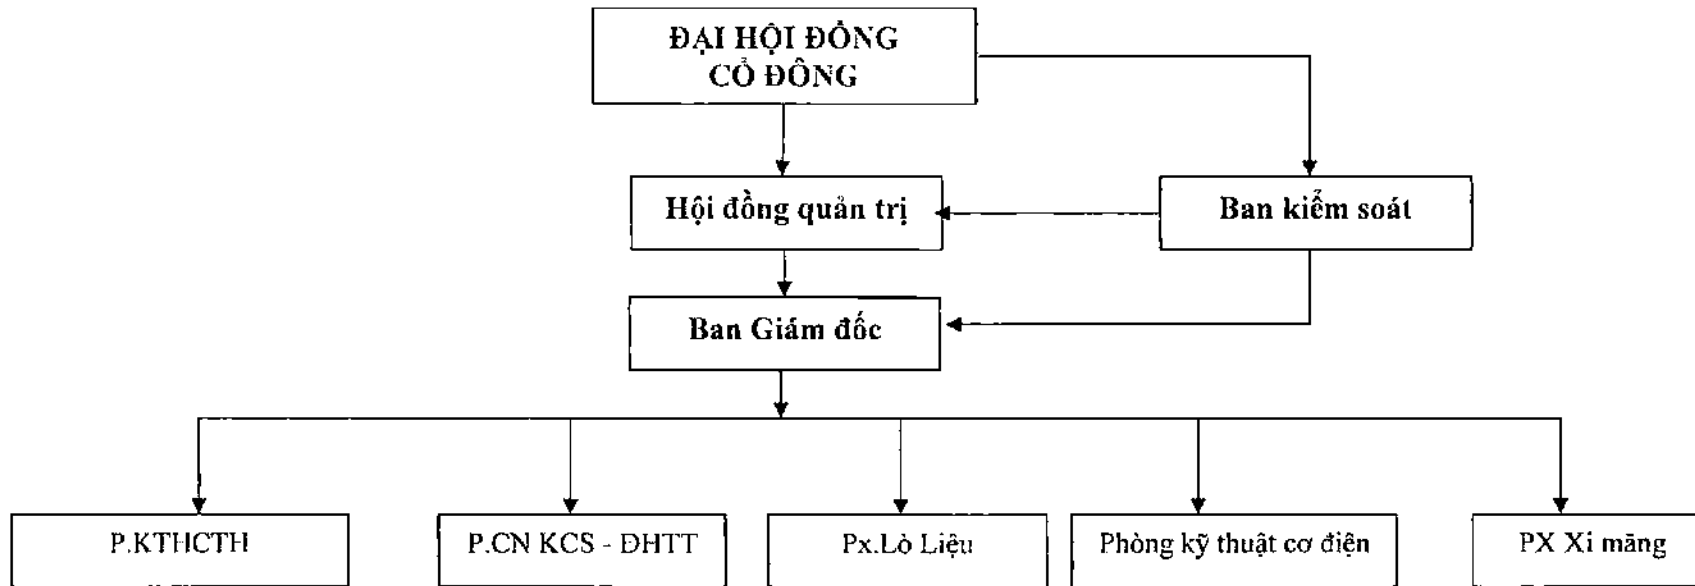 ĐẠI HỘI ĐỒNG
CỔ ĐÔNG
Hội đồng quản trị
Ban kiểm soát
Ban Giám đốc
P.KTHCTH
P.CN KCS - ĐHTT
Px.Lò Liệu
Phòng kỹ thuật cơ điện
PX Xi măng